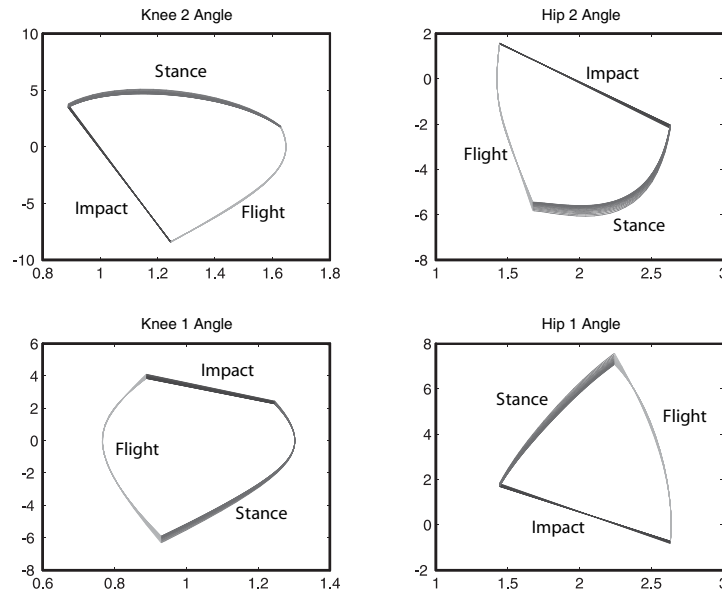 Knee 2 Angle
10
5
0
-5
-10
0.8
1
1.2
1.4
1.6
1.8
Stance
Impact
Flight
Hip 2 Angle
2
0
-2
-4
-6
-8
1
1.5
2
2.5
3
Impact
Flight
Stance
Knee 1 Angle
6
4
2
0
-2
-4
-6
-8
0.6
0.8
1
1.2
1.4
Impact
Flight
Stance
Hip 1 Angle
8
6
4
2
0
-2
1
1.5
2
2.5
3
Stance
Flight
Impact